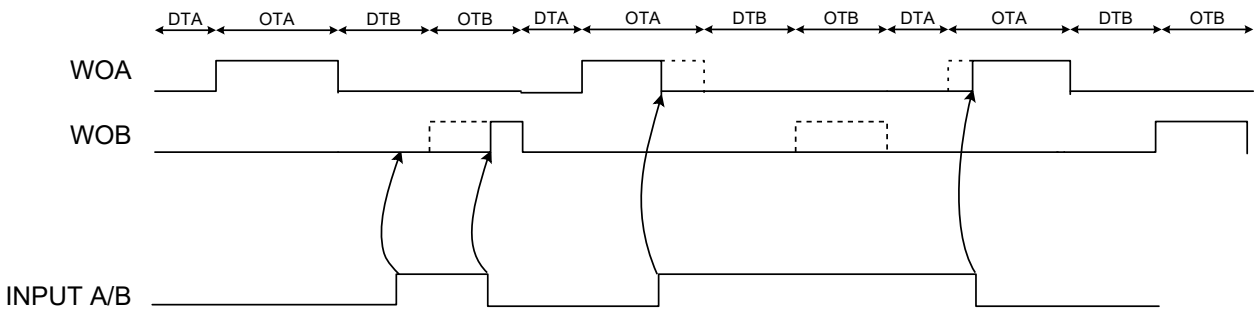 DTA OTA DTB OTB DTA OTA DTB OTB DTA OTA DTB OTB
WOA
WOB
INPUT A/B